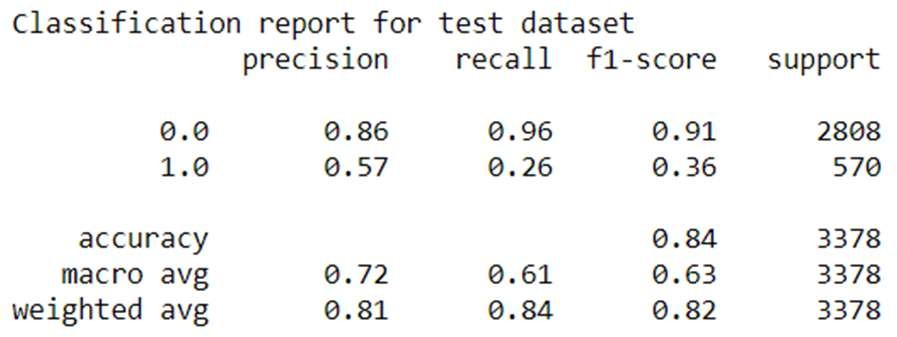 Classification report for test dataset
precision recall f1-score support
0.0 0.86 0.96 0.91 2808
1.0 0.57 0.26 0.36 570
accuracy 0.84 3378
macro avg 0.72 0.61 0.63 3378
weighted avg 0.81 0.84 0.82 3378